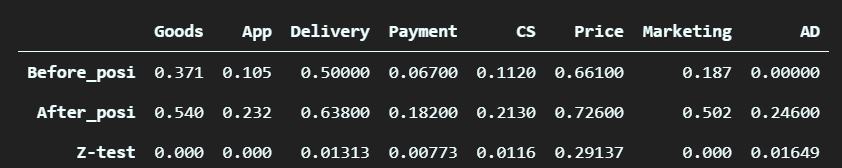 Goods App Delivery Payment CS Price Marketing AD
Before_posi 0.371 0.105 0.50000 0.06700 0.1120 0.66100 0.187 0.00000
After_posi 0.540 0.232 0.63800 0.18200 0.2130 0.72600 0.502 0.24600
Z-test 0.000 0.000 0.01313 0.00773 0.0116 0.29137 0.000 0.01649